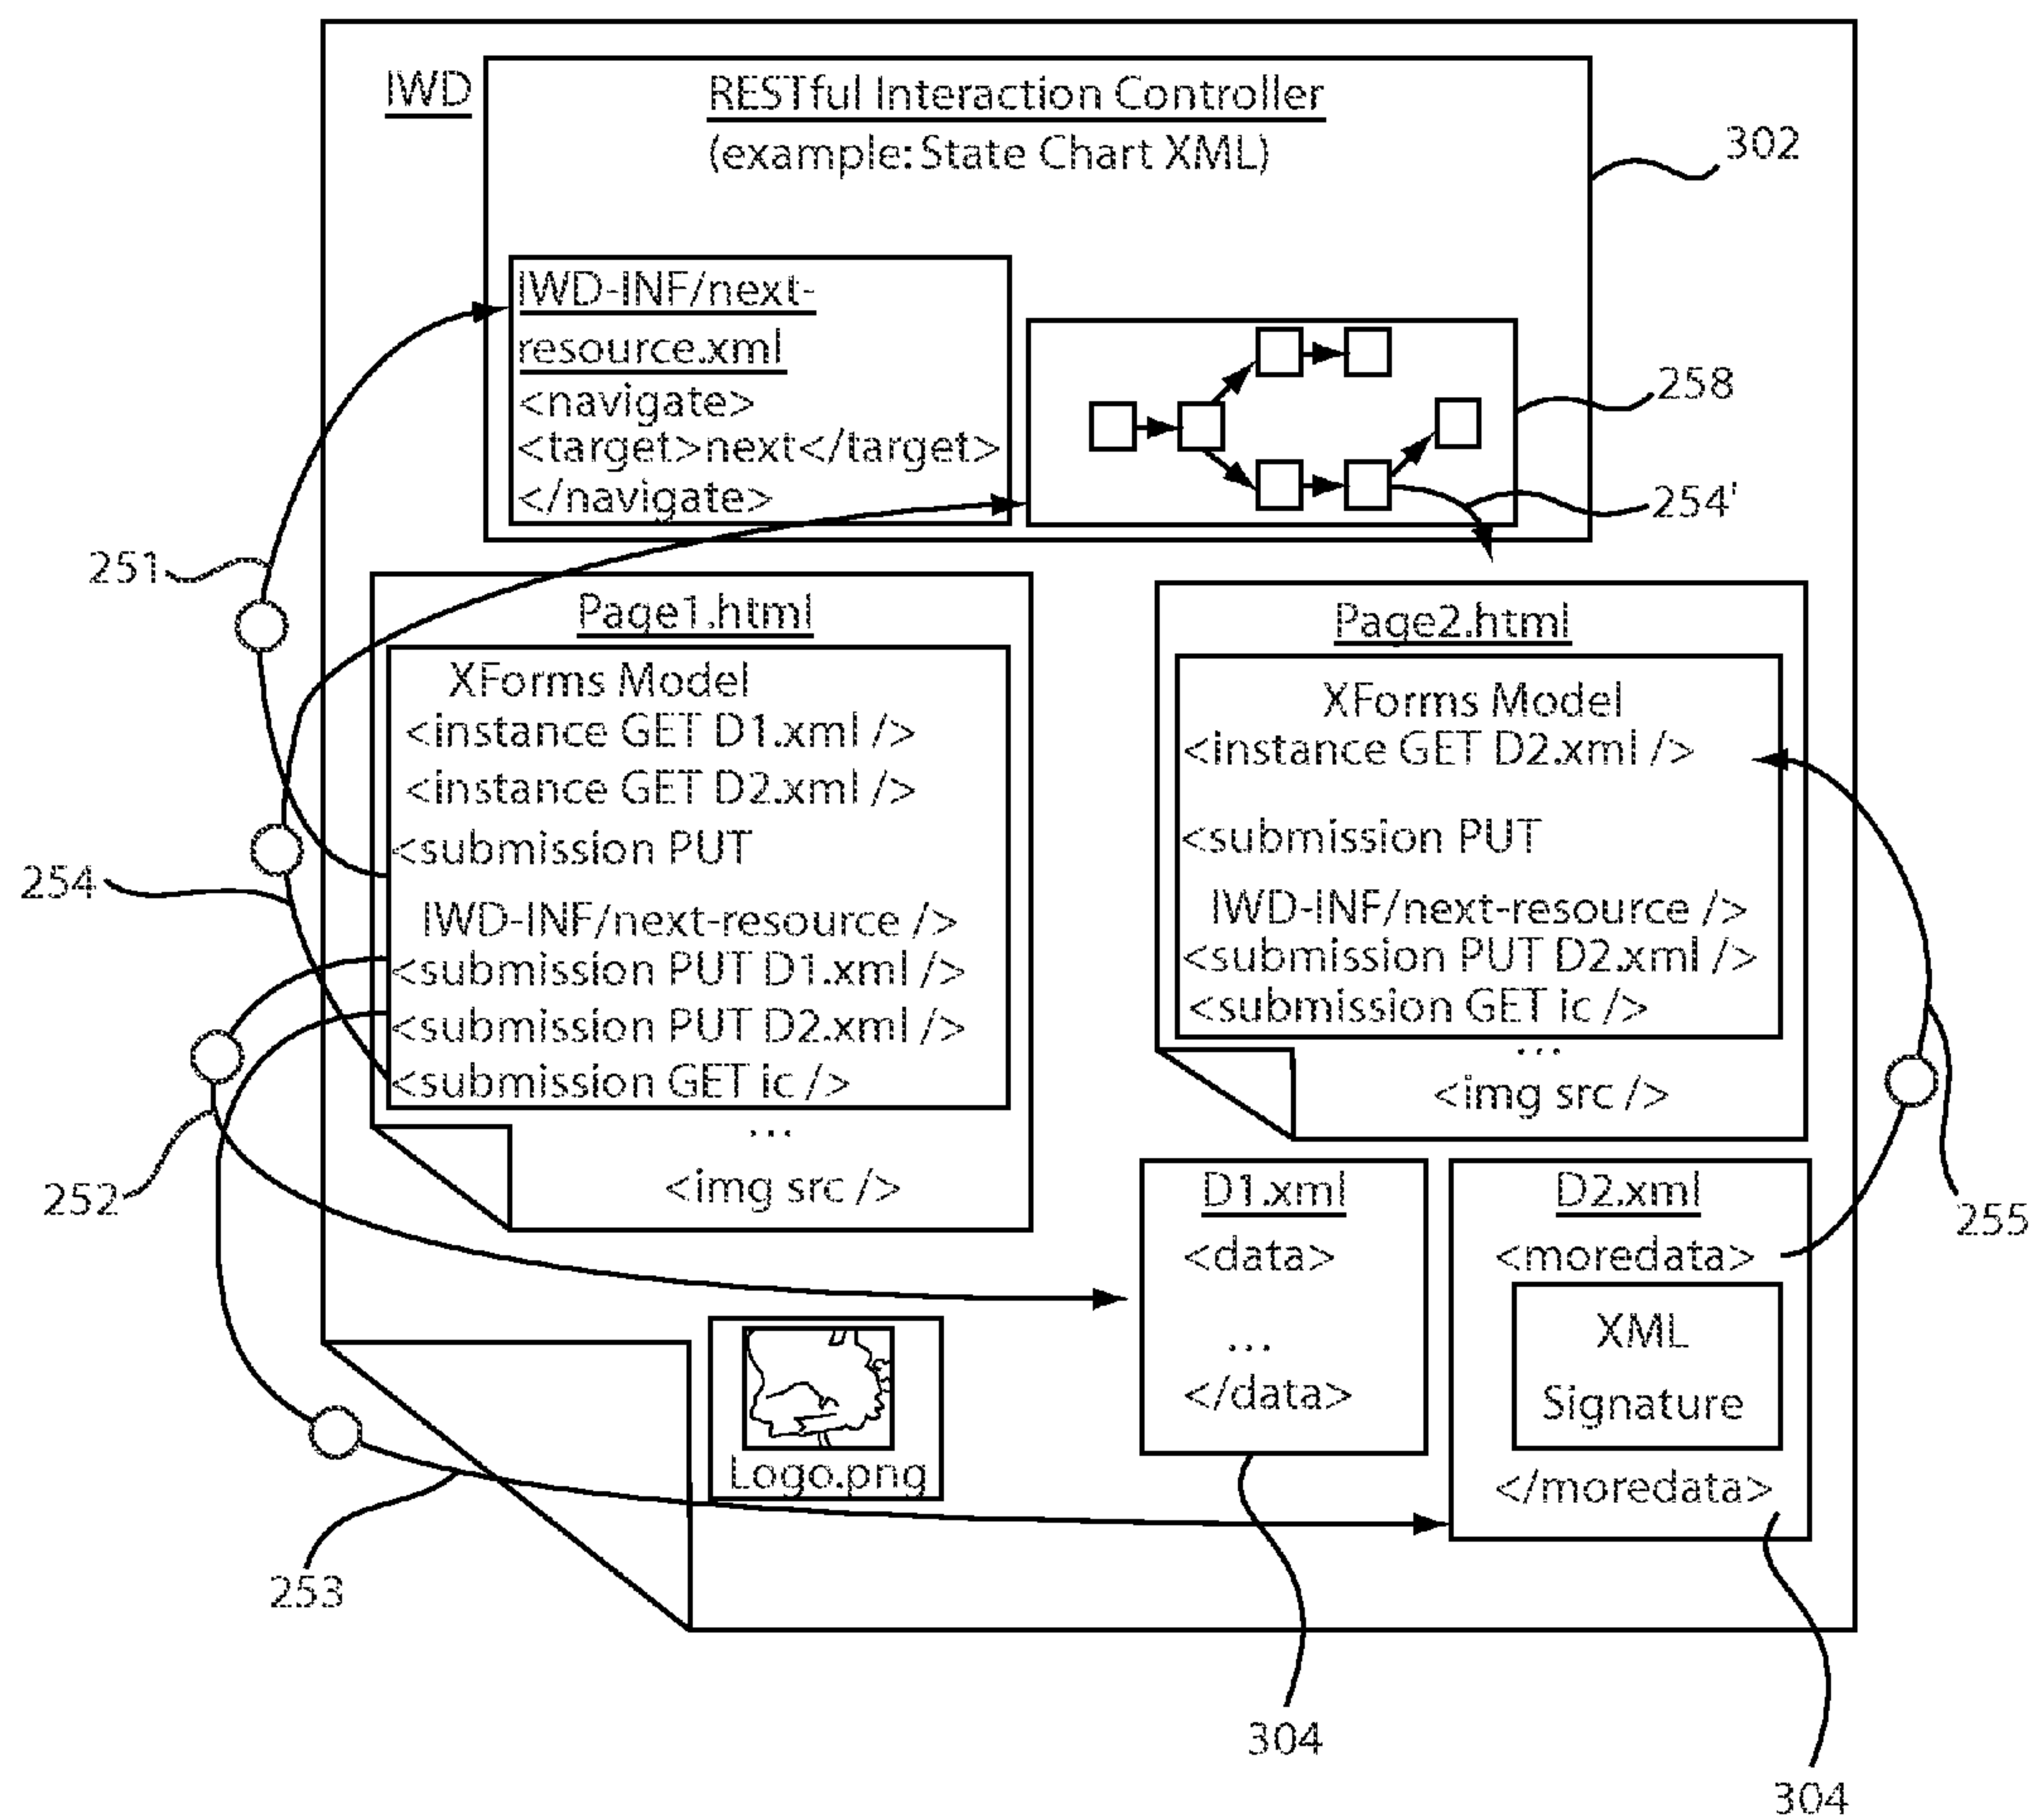 IWD
RESTful Interaction Controller
(example: State Chart XML)
302
IWD-INF/next-
resource.xml
<navigate>
<target>next</target>
</navigate>
258
254'
251
Page1.html
XForms Model
<instance GET D1.xml />
<instance GET D2.xml />
<submission PUT
IWD-INF/next-resource />
<submission PUT D1.xml />
<submission PUT D2.xml />
<submission GET ic />
...
<img src />
254
252
253
Page2.html
XForms Model
<instance GET D2.xml />
<submission PUT
IWD-INF/next-resource />
<submission PUT D2.xml />
<submission GET ic />
...
<img src />
255
D1.xml
<data>
...
</data>
D2.xml
<moredata>
XML
Signature
</moredata>
Logo.png
304
304